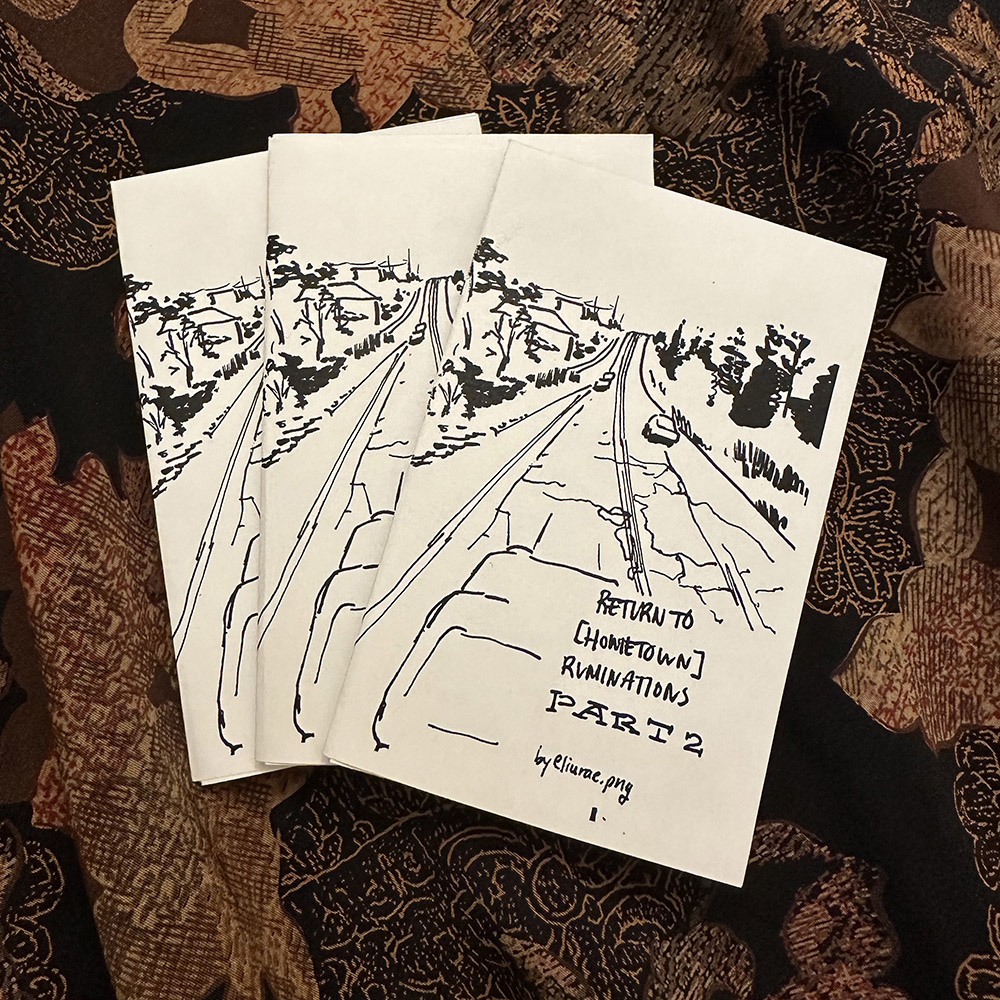 RETURN TO
[HOMETOWN]
RUMINATIONS
PART 2
by eliurae.png